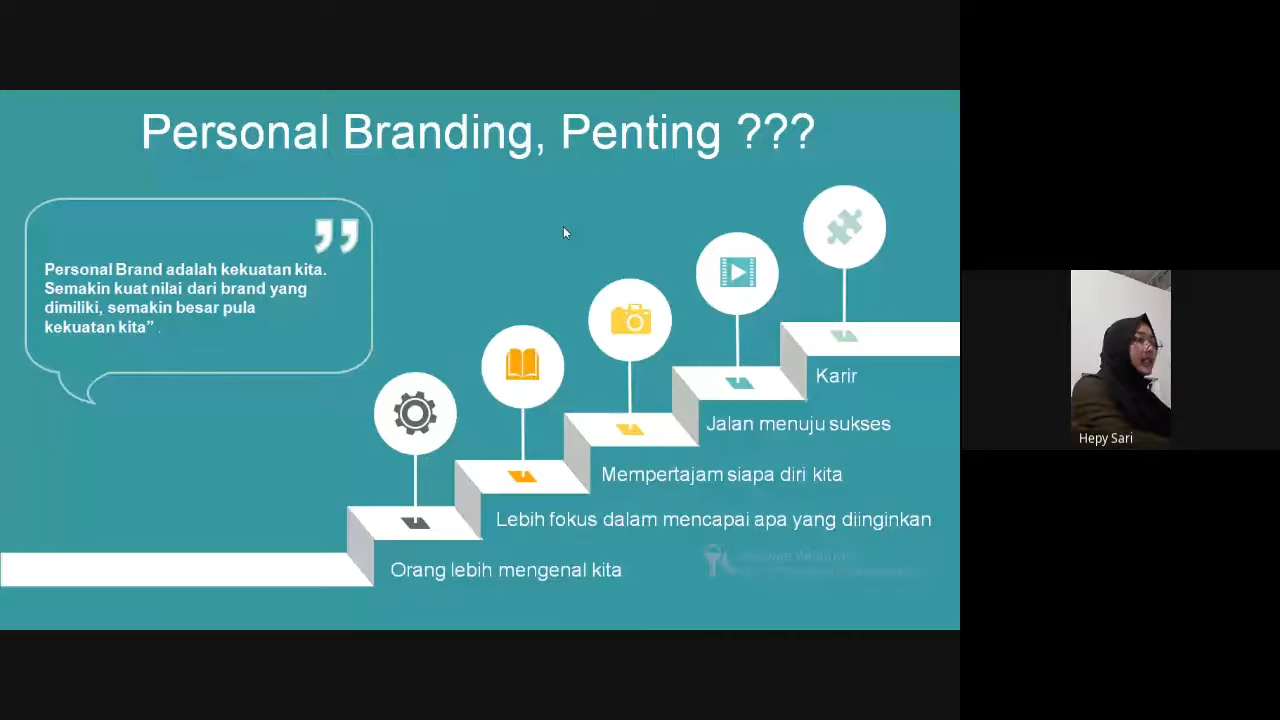 Personal Branding, Penting ???
”
Personal Brand adalah kekuatan kita.
Semakin kuat nilai dari brand yang
dimiliki, semakin besar pula
kekuatan kita” .
Karir
Jalan menuju sukses
Mempertajam siapa diri kita
Lebih fokus dalam mencapai apa yang diinginkan
Orang lebih mengenal kita
Hepy Sari